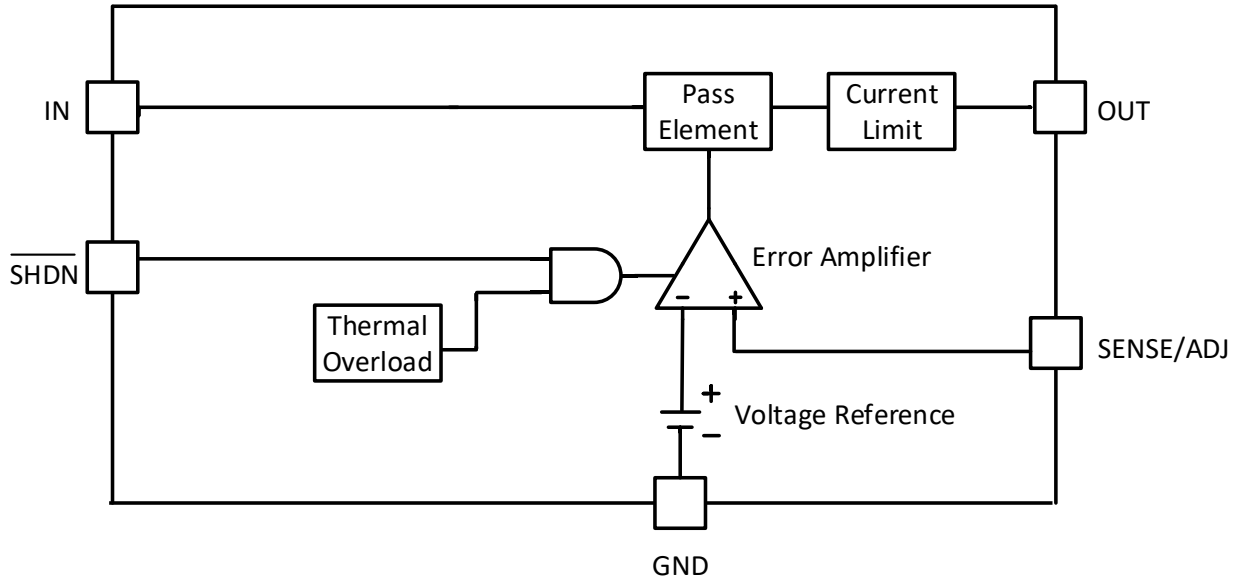 Pass
Element
Current
Limit
IN
OUT
SHDN
Error Amplifier
− +
Thermal
Overload
SENSE/ADJ
+
Voltage Reference
−
GND